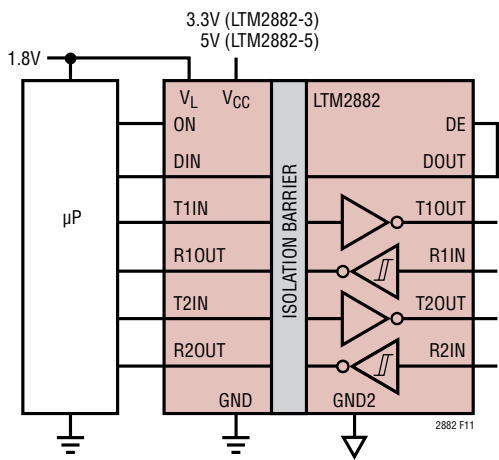 3.3V (LTM2882-3)
5V (LTM2882-5)
1.8V
VL VCC LTM2882
ON DE
DIN DOUT
µP T1IN T1OUT
ISOLATION BARRIER
R1OUT R1IN
T2IN T2OUT
R2OUT R2IN
GND GND2
2882 F11